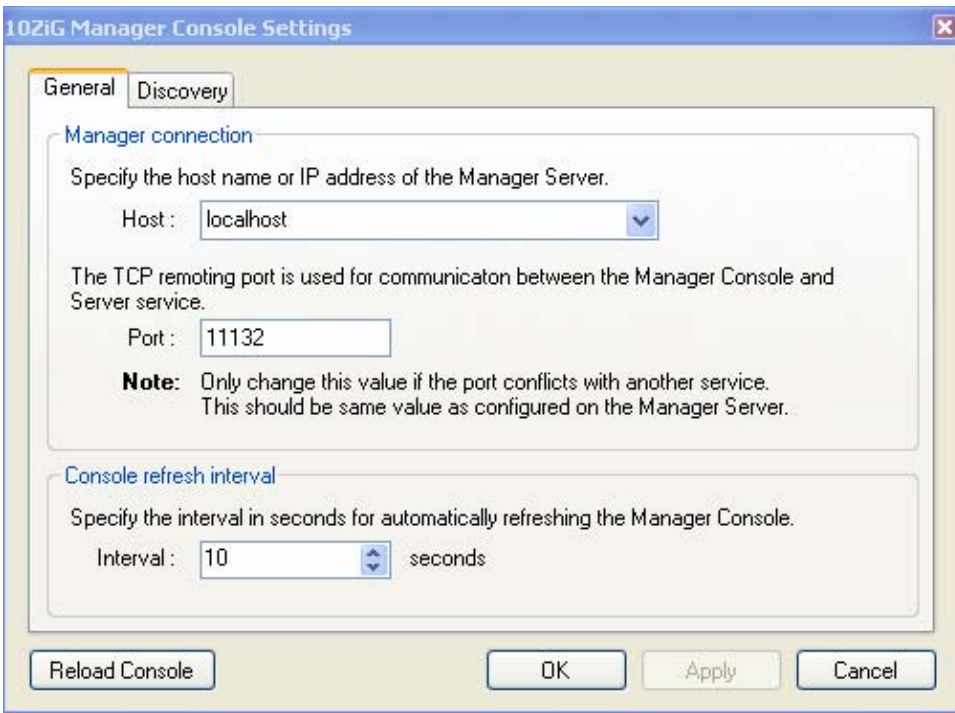 10ZiG Manager Console Settings
General
Discovery
Manager connection
Specify the host name or IP address of the Manager Server.
Host : localhost
The TCP remoting port is used for communicaton between the Manager Console and
Server service.
Port : 11132
Note: Only change this value if the port conflicts with another service.
This should be same value as configured on the Manager Server.
Console refresh interval
Specify the interval in seconds for automatically refreshing the Manager Console.
Interval : 10 seconds
Reload Console
OK
Apply
Cancel